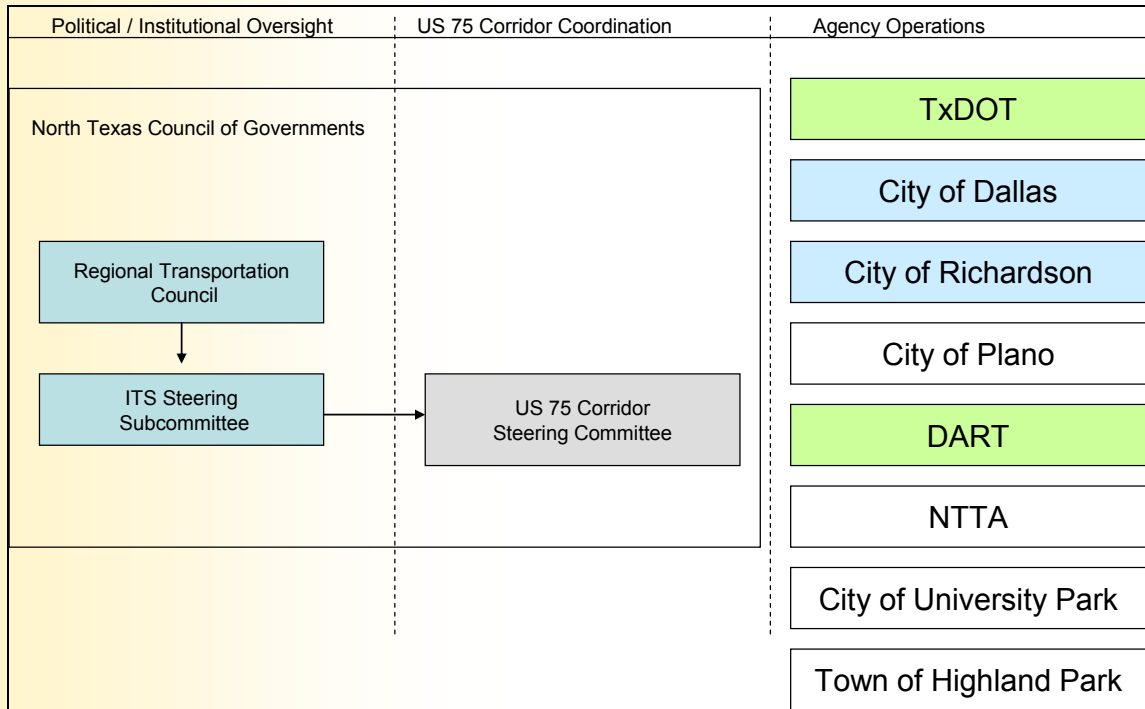 Political / Institutional Oversight
US 75 Corridor Coordination
Agency Operations
North Texas Council of Governments
Regional Transportation
Council
ITS Steering
Subcommittee
US 75 Corridor
Steering Committee
TxDOT
City of Dallas
City of Richardson
City of Plano
DART
NTTA
City of University Park
Town of Highland Park